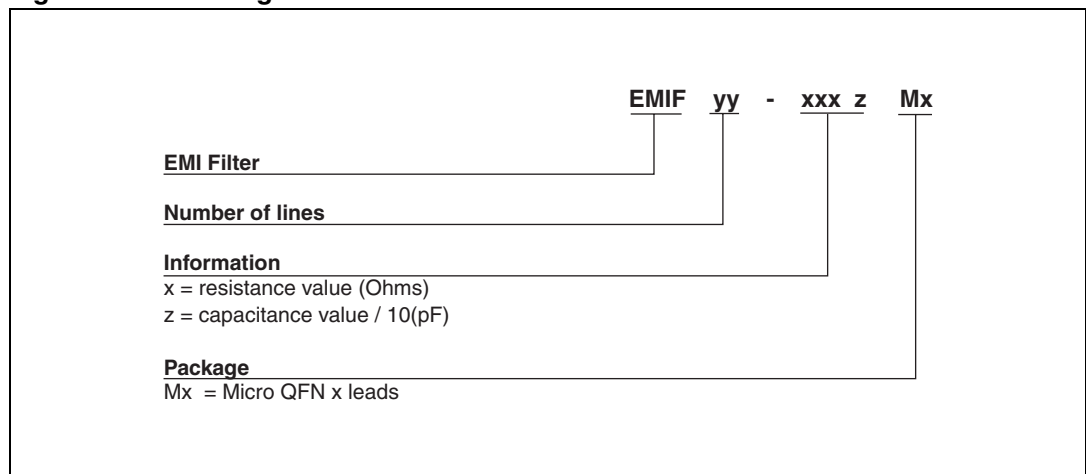 EMIF yy - xxx z Mx
EMI Filter
Number of lines
Information
x = resistance value (Ohms)
z = capacitance value / 10(pF)
Package
Mx = Micro QFN x leads